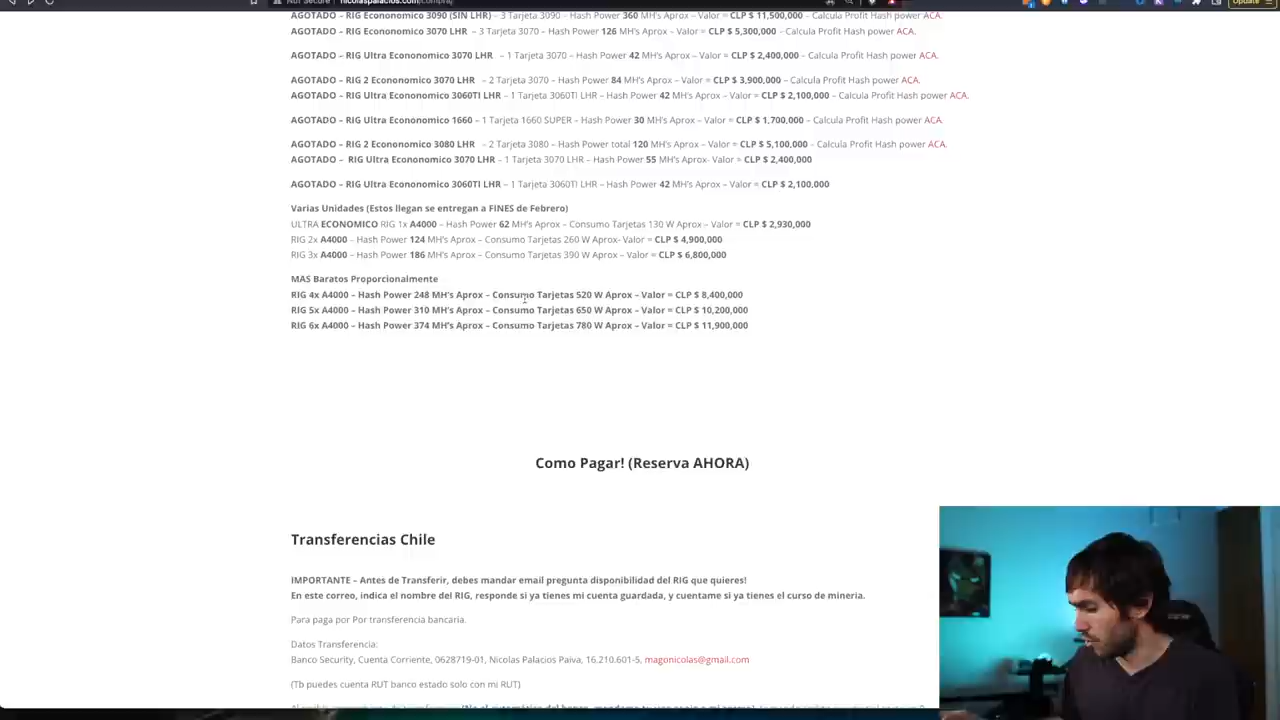 Not Secure nicolaspalacios.com/compra/
Update
AGOTADO – RIG Econonomico 3090 (SIN LHR) – 3 Tarjeta 3090 – Hash Power 360 MH's Aprox – Valor = CLP $ 11,500,000 – Calcula Profit Hash power ACA.
AGOTADO – RIG Econonomico 3070 LHR – 3 Tarjeta 3070 – Hash Power 126 MH's Aprox – Valor = CLP $ 5,300,000 – Calcula Profit Hash power ACA.
AGOTADO – RIG Ultra Econonomico 3070 LHR – 1 Tarjeta 3070 – Hash Power 42 MH's Aprox – Valor = CLP $ 2,400,000 – Calcula Profit Hash power ACA.
AGOTADO – RIG 2 Econonomico 3070 LHR – 2 Tarjeta 3070 – Hash Power 84 MH's Aprox – Valor = CLP $ 3,900,000 – Calcula Profit Hash power ACA.
AGOTADO – RIG Ultra Econonomico 3060TI LHR – 1 Tarjeta 3060TI LHR – Hash Power 42 MH's Aprox – Valor = CLP $ 2,100,000 – Calcula Profit Hash power ACA.
AGOTADO – RIG Ultra Econonomico 1660 – 1 Tarjeta 1660 SUPER – Hash Power 30 MH's Aprox – Valor = CLP $ 1,700,000 – Calcula Profit Hash power ACA.
AGOTADO – RIG 2 Econonomico 3080 LHR – 2 Tarjeta 3080 – Hash Power total 120 MH's Aprox – Valor = CLP $ 5,100,000 – Calcula Profit Hash power ACA.
AGOTADO – RIG Ultra Econonomico 3070 LHR – 1 Tarjeta 3070 LHR – Hash Power 55 MH's Aprox- Valor = CLP $ 2,400,000
AGOTADO – RIG Ultra Econonomico 3060TI LHR – 1 Tarjeta 3060TI LHR – Hash Power 42 MH's Aprox – Valor = CLP $ 2,100,000
Varias Unidades (Estos llegan se entregan a FINES de Febrero)
ULTRA ECONOMICO RIG 1x A4000 – Hash Power 62 MH's Aprox – Consumo Tarjetas 130 W Aprox – Valor = CLP $ 2,930,000
RIG 2x A4000 – Hash Power 124 MH's Aprox – Consumo Tarjetas 260 W Aprox- Valor = CLP $ 4,900,000
RIG 3x A4000 – Hash Power 186 MH's Aprox – Consumo Tarjetas 390 W Aprox – Valor = CLP $ 6,800,000
MAS Baratos Proporcionalmente
RIG 4x A4000 – Hash Power 248 MH's Aprox – Consumo Tarjetas 520 W Aprox – Valor = CLP $ 8,400,000
RIG 5x A4000 – Hash Power 310 MH's Aprox – Consumo Tarjetas 650 W Aprox – Valor = CLP $ 10,200,000
RIG 6x A4000 – Hash Power 374 MH's Aprox – Consumo Tarjetas 780 W Aprox – Valor = CLP $ 11,900,000
Como Pagar! (Reserva AHORA)
Transferencias Chile
IMPORTANTE – Antes de Transferir, debes mandar email pregunta disponibilidad del RIG que quieres!
En este correo, indica el nombre del RIG, responde si ya tienes mi cuenta guardada, y cuentame si ya tienes el curso de mineria.
Para paga por Por transferencia bancaria.
Datos Transferencia:
Banco Security, Cuenta Corriente, 0628719-01, Nicolas Palacios Paiva, 16.210.601-5, magonicolas@gmail.com
(Tb puedes cuenta RUT banco estado solo con mi RUT)